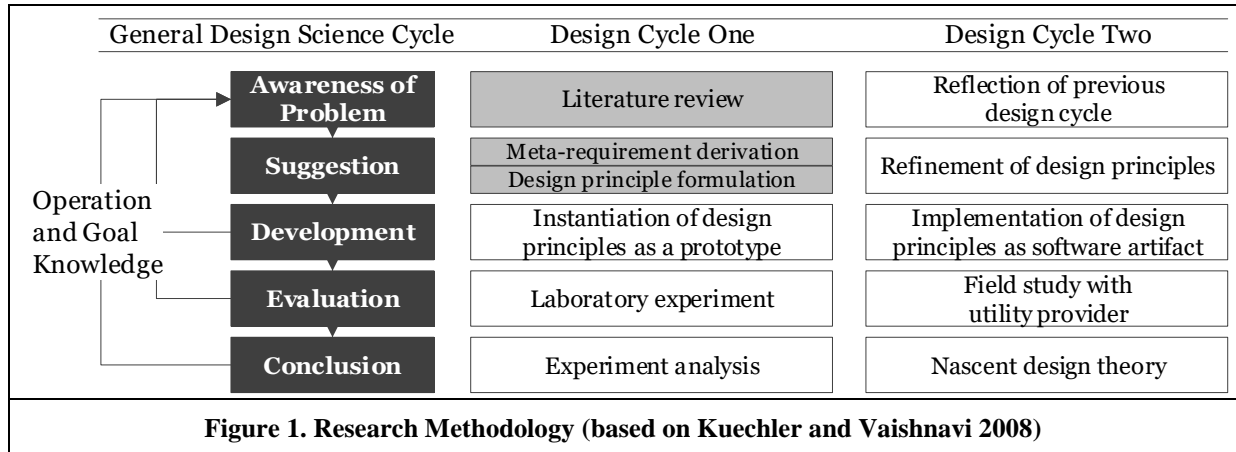 General Design Science Cycle Design Cycle One Design Cycle Two
Awareness of
Problem
Literature review
Reflection of previous
design cycle
Suggestion
Meta-requirement derivation
Design principle formulation
Refinement of design principles
Operation
and Goal
Knowledge
Development
Instantiation of design
principles as a prototype
Implementation of design
principles as software artifact
Evaluation
Laboratory experiment
Field study with
utility provider
Conclusion
Experiment analysis
Nascent design theory
Figure 1. Research Methodology (based on Kuechler and Vaishnavi 2008)